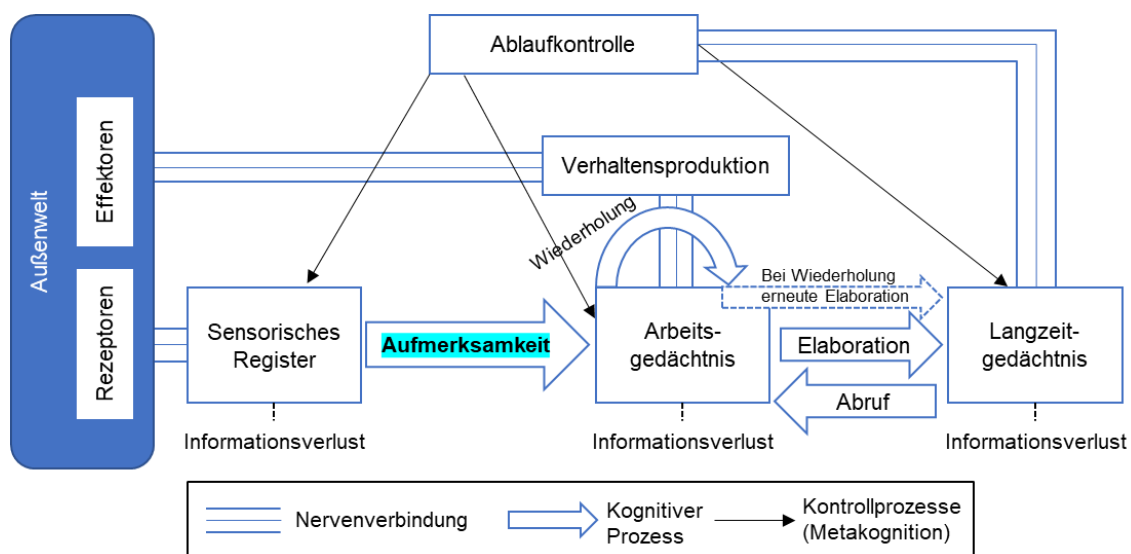 Ablaufkontrolle
Außenwelt
Effektoren
Verhaltensproduktion
Wiederholung
Rezeptoren
Sensorisches
Register
Aufmerksamkeit
Arbeits-
gedächtnis
Bei Wiederholung
erneute Elaboration
Elaboration
Abruf
Langzeit-
gedächtnis
Informationsverlust
Informationsverlust
Informationsverlust
Nervenverbindung
Kognitiver
Prozess
Kontrollprozesse
(Metakognition)